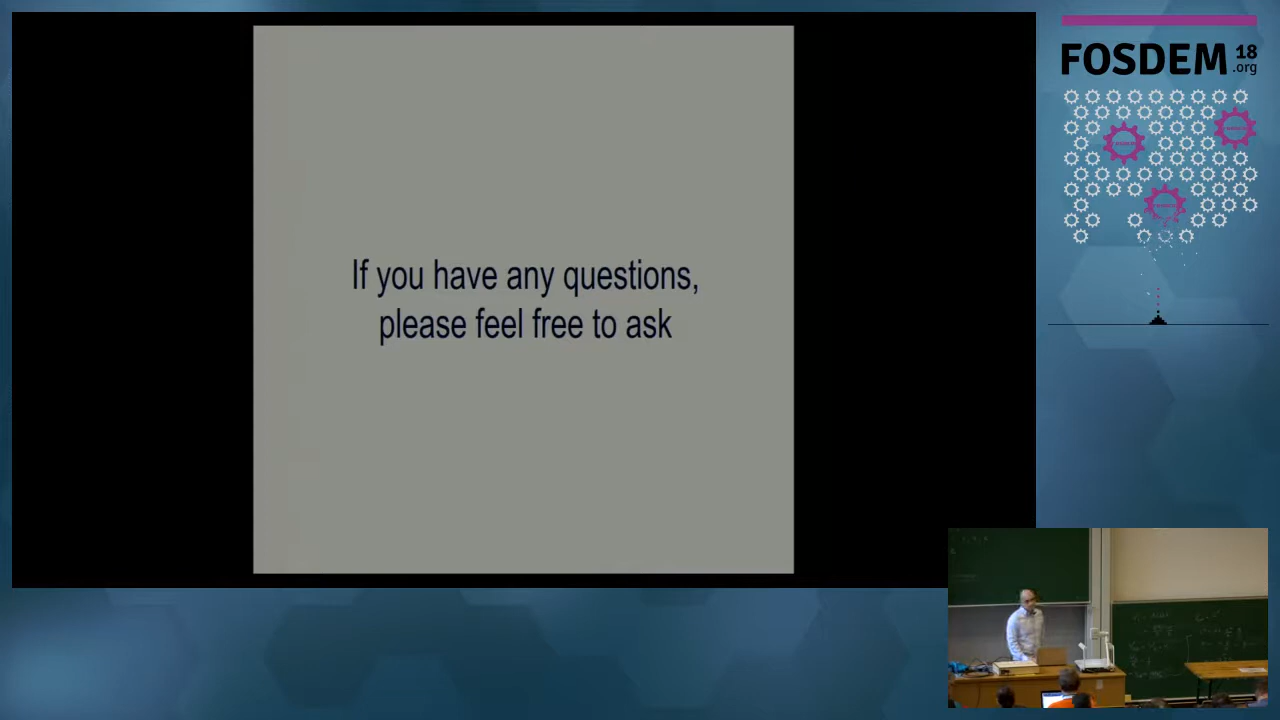 If you have any questions,
please feel free to ask
FOSDEM 18
.org